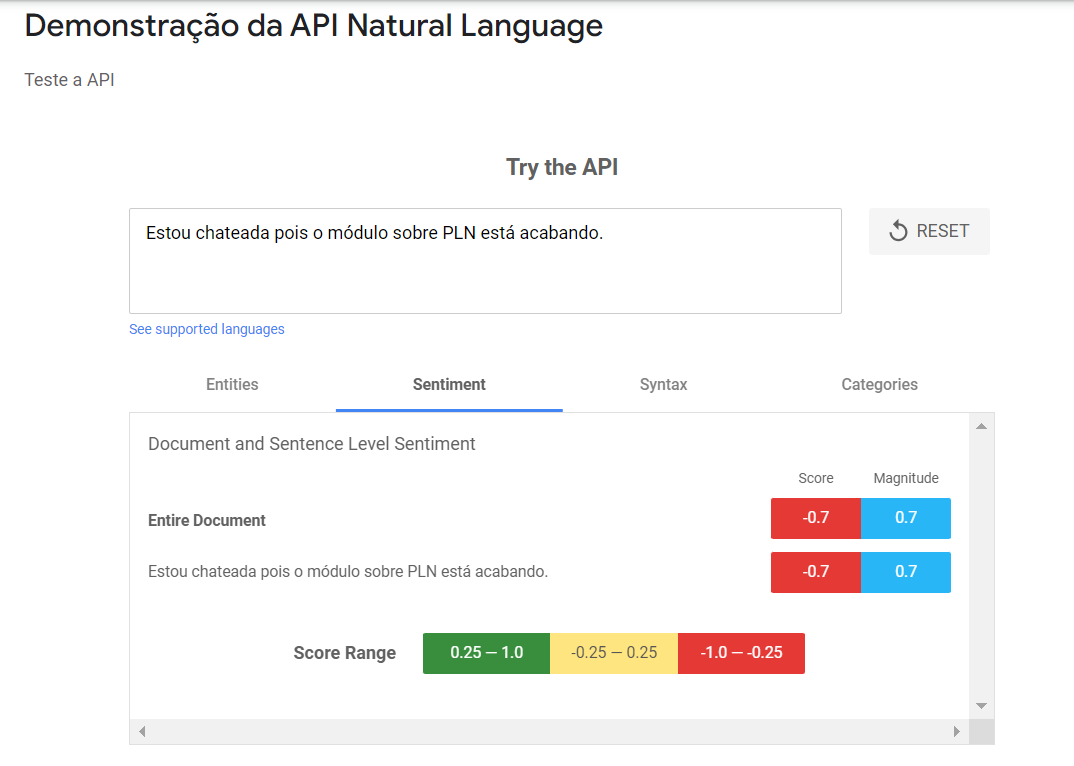 Demonstração da API Natural Language
Teste a API
Try the API
Estou chateada pois o módulo sobre PLN está acabando.
RESET
See supported languages
Entities Sentiment Syntax Categories
Document and Sentence Level Sentiment
Score Magnitude
Entire Document -0.7 0.7
Estou chateada pois o módulo sobre PLN está acabando. -0.7 0.7
Score Range 0.25 — 1.0 -0.25 — 0.25 -1.0 — -0.25